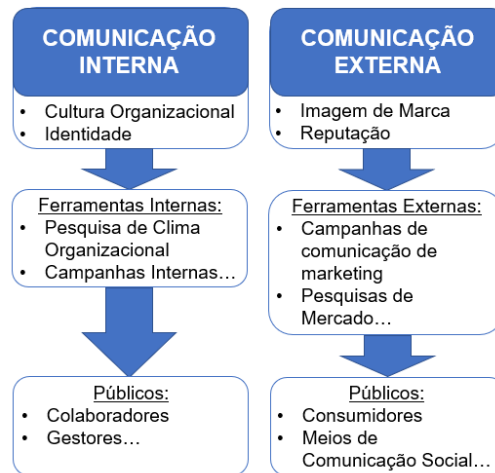 COMUNICAÇÃO
INTERNA
• Cultura Organizacional
• Identidade
Ferramentas Internas:
• Pesquisa de Clima
Organizacional
• Campanhas Internas…
Públicos:
• Colaboradores
• Gestores…
COMUNICAÇÃO
EXTERNA
• Imagem de Marca
• Reputação
Ferramentas Externas:
• Campanhas de
comunicação de
marketing
• Pesquisas de
Mercado…
Públicos:
• Consumidores
• Meios de
Comunicação Social…